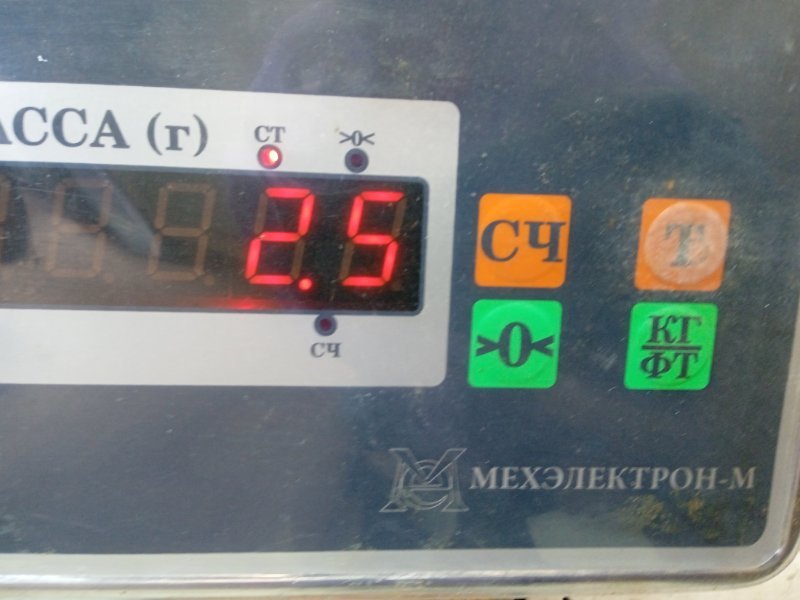 АССА (г)
СТ >0<
2.5
СЧ
СЧ Т
>0< КГ
ФТ
МЕХЭЛЕКТРОН-М